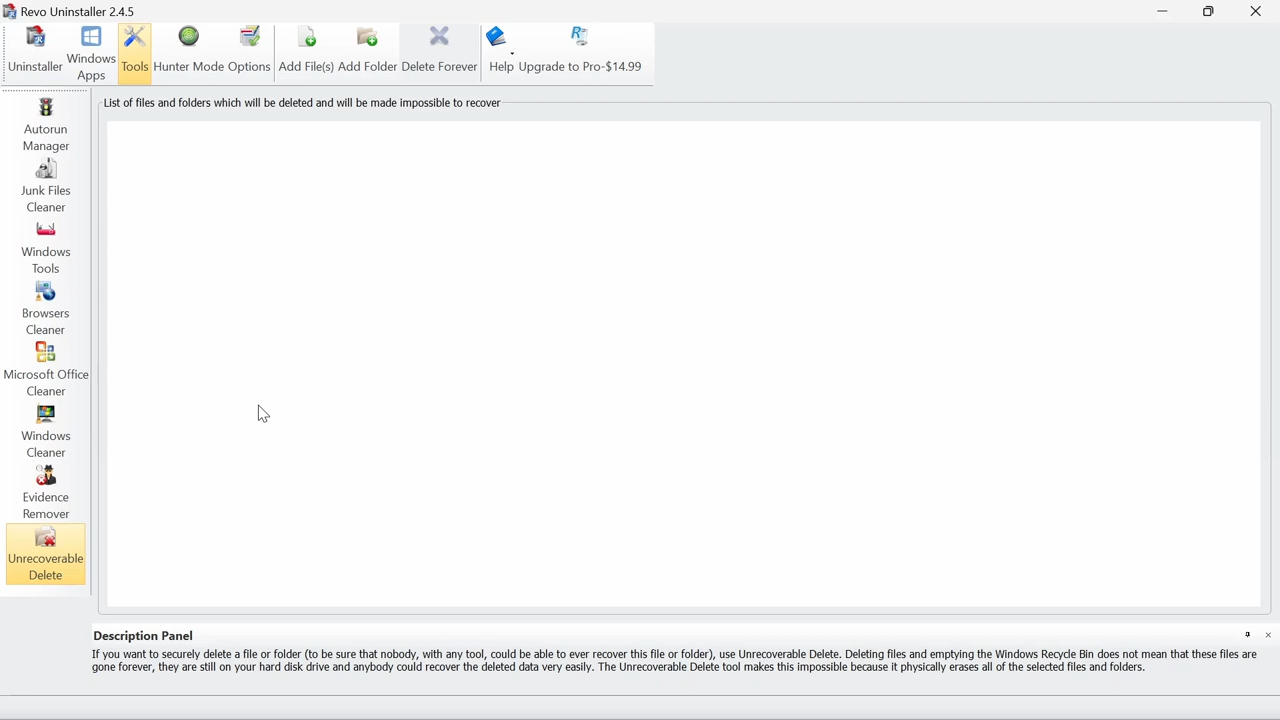 Revo Uninstaller 2.4.5
Uninstaller
Windows
Apps
Tools
Hunter Mode
Options
Add File(s)
Add Folder
Delete Forever
Help
Upgrade to Pro-$14.99
Autorun
Manager
Junk Files
Cleaner
Windows
Tools
Browsers
Cleaner
Microsoft Office
Cleaner
Windows
Cleaner
Evidence
Remover
Unrecoverable
Delete
List of files and folders which will be deleted and will be made impossible to recover
Description Panel
If you want to securely delete a file or folder (to be sure that nobody, with any tool, could be able to ever recover this file or folder), use Unrecoverable Delete. Deleting files and emptying the Windows Recycle Bin does not mean that these files are
gone forever, they are still on your hard disk drive and anybody could recover the deleted data very easily. The Unrecoverable Delete tool makes this impossible because it physically erases all of the selected files and folders.